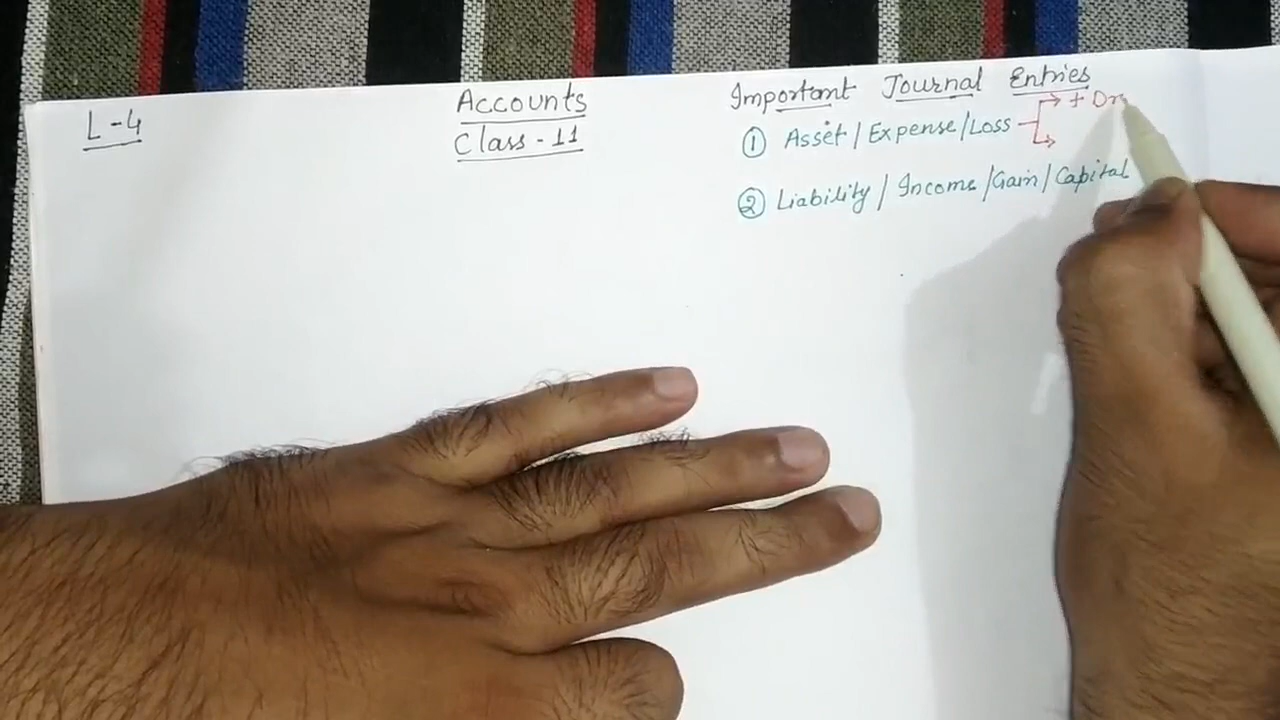 L-4
Accounts
Class - 11
Important Journal Entries
① Asset / Expense / Loss → + Dr
→
② Liability / Income / Gain / Capital